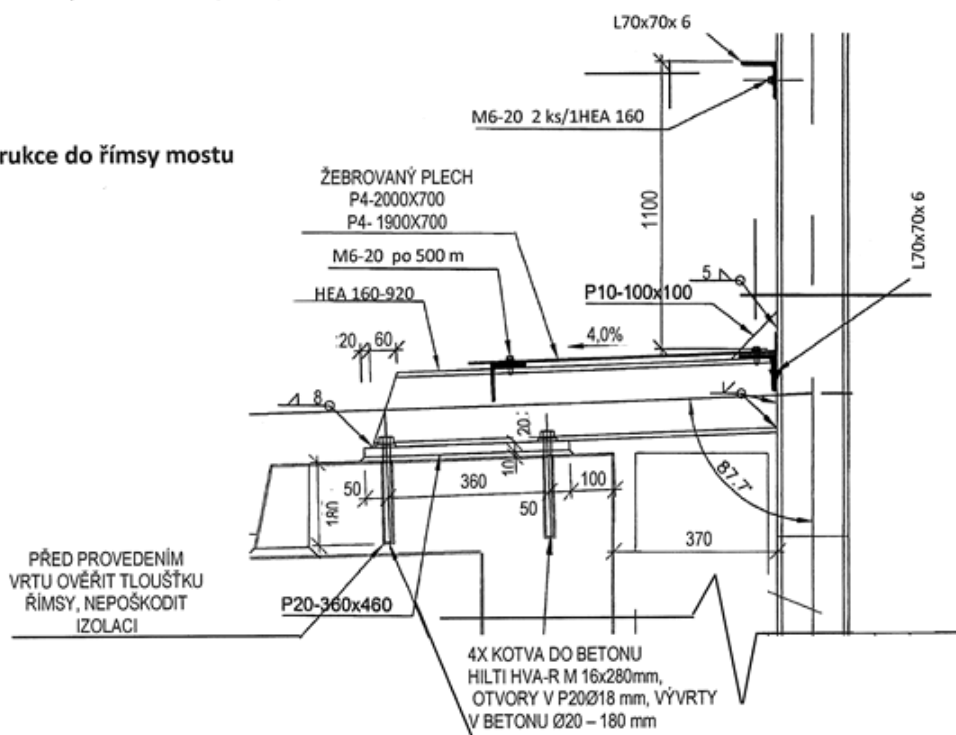 L70x70x 6
M6-20 2 ks/1HEA 160
rukce do římsy mostu
ŽEBROVANÝ PLECH
P4-2000X700
P4- 1900X700
1100
L70x70x 6
M6-20 po 500 m
5
P10-100x100
HEA 160-920
4,0%
20
60
8
20
10
50
360
100
180
50
87.7°
370
PŘED PROVEDENÍM
VRTU OVĚŘIT TLOUŠŤKU
ŘÍMSY, NEPOŠKODIT
IZOLACI
P20-360x460
4X KOTVA DO BETONU
HILTI HVA-R M 16x280mm,
OTVORY V P20Ø18 mm, VÝVRTY
V BETONU Ø20 – 180 mm